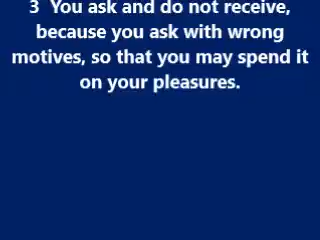 3 You ask and do not receive,
because you ask with wrong
motives, so that you may spend it
on your pleasures.